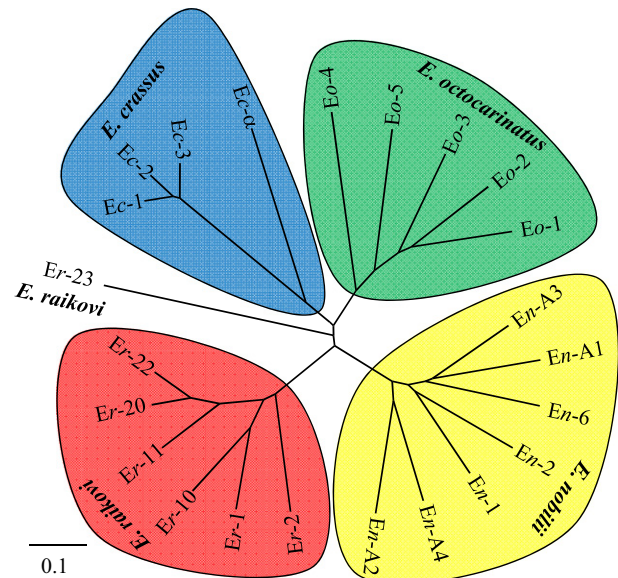 E. crassus
Ec-α
Ec-3
Ec-2
Ec-1
E. octocarinatus
Eo-4
Eo-5
Eo-3
Eo-2
Eo-1
Er-23
E. raikovi
En-A3
En-A1
En-6
En-2
En-1
En-A4
En-A2
E. nobilii
Er-22
Er-20
Er-11
Er-10
Er-1
Er-2
E. raikovi
0.1